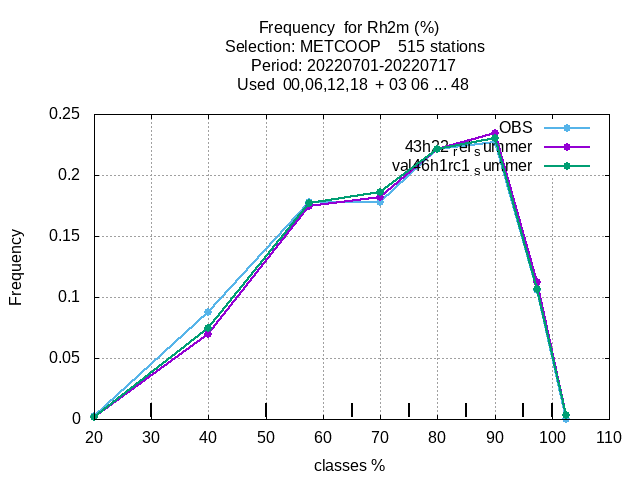 Frequency for Rh2m (%)
Selection: METCOOP 515 stations
Period: 20220701-20220717
Used 00,06,12,18 + 03 06 ... 48
0.25
0.2
0.15
0.1
0.05
0
Frequency
OBS
43h22_ref_summer
val46h1rc1_summer
20 30 40 50 60 70 80 90 100 110
classes %